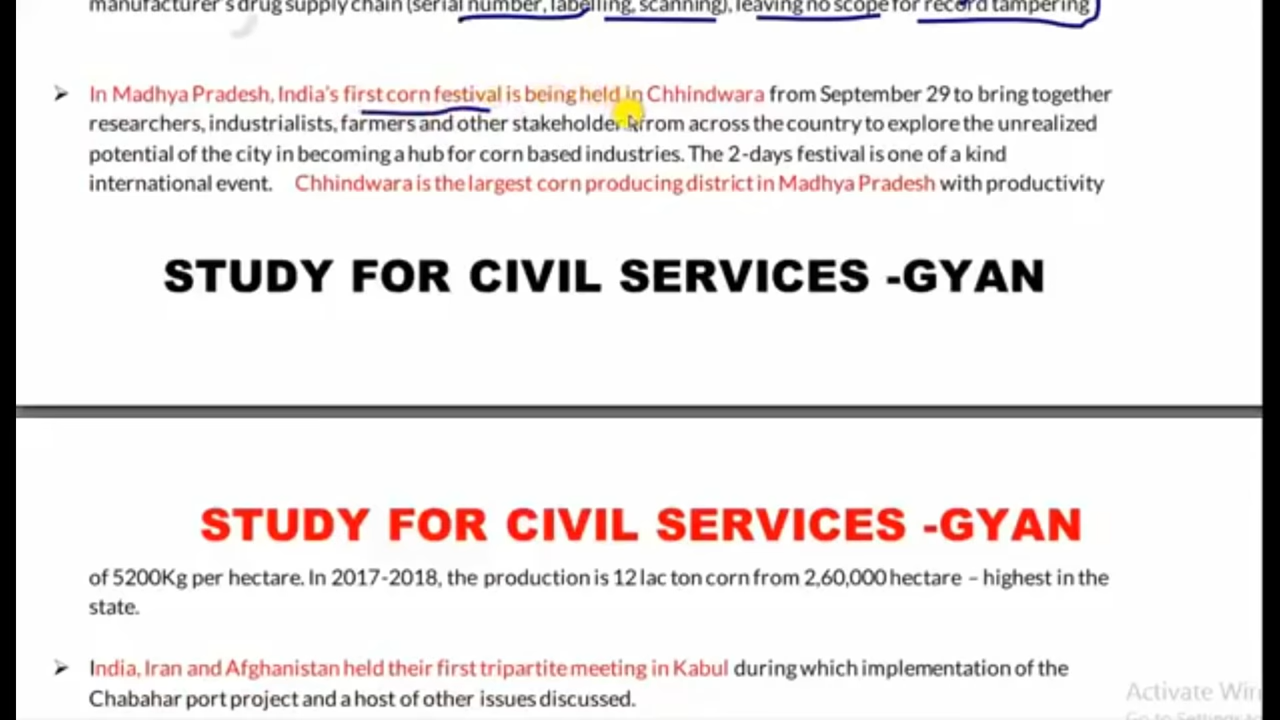 manufacturer's drug supply chain (serial number, labelling, scanning), leaving no scope for record tampering
➤ In Madhya Pradesh, India's first corn festival is being held in Chhindwara from September 29 to bring together
researchers, industrialists, farmers and other stakeholder from across the country to explore the unrealized
potential of the city in becoming a hub for corn based industries. The 2-days festival is one of a kind
international event. Chhindwara is the largest corn producing district in Madhya Pradesh with productivity
STUDY FOR CIVIL SERVICES -GYAN
STUDY FOR CIVIL SERVICES -GYAN
of 5200Kg per hectare. In 2017-2018, the production is 12 lac ton corn from 2,60,000 hectare – highest in the
state.
➤ India, Iran and Afghanistan held their first tripartite meeting in Kabul during which implementation of the
Chabahar port project and a host of other issues discussed.
Activate Win